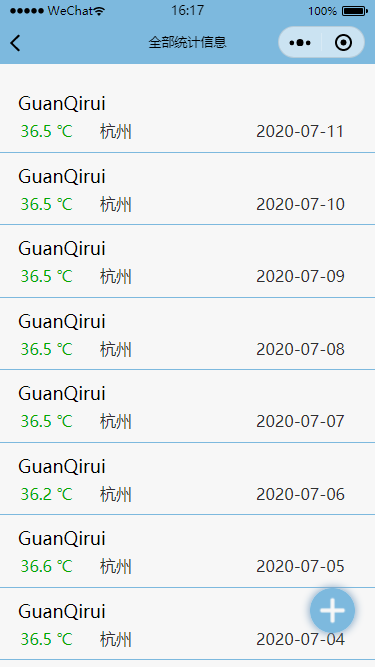 WeChat 16:17 100%
全部统计信息
GuanQirui
36.5 ℃ 杭州 2020-07-11
GuanQirui
36.5 ℃ 杭州 2020-07-10
GuanQirui
36.5 ℃ 杭州 2020-07-09
GuanQirui
36.5 ℃ 杭州 2020-07-08
GuanQirui
36.5 ℃ 杭州 2020-07-07
GuanQirui
36.2 ℃ 杭州 2020-07-06
GuanQirui
36.6 ℃ 杭州 2020-07-05
GuanQirui
36.5 ℃ 杭州 2020-07-04